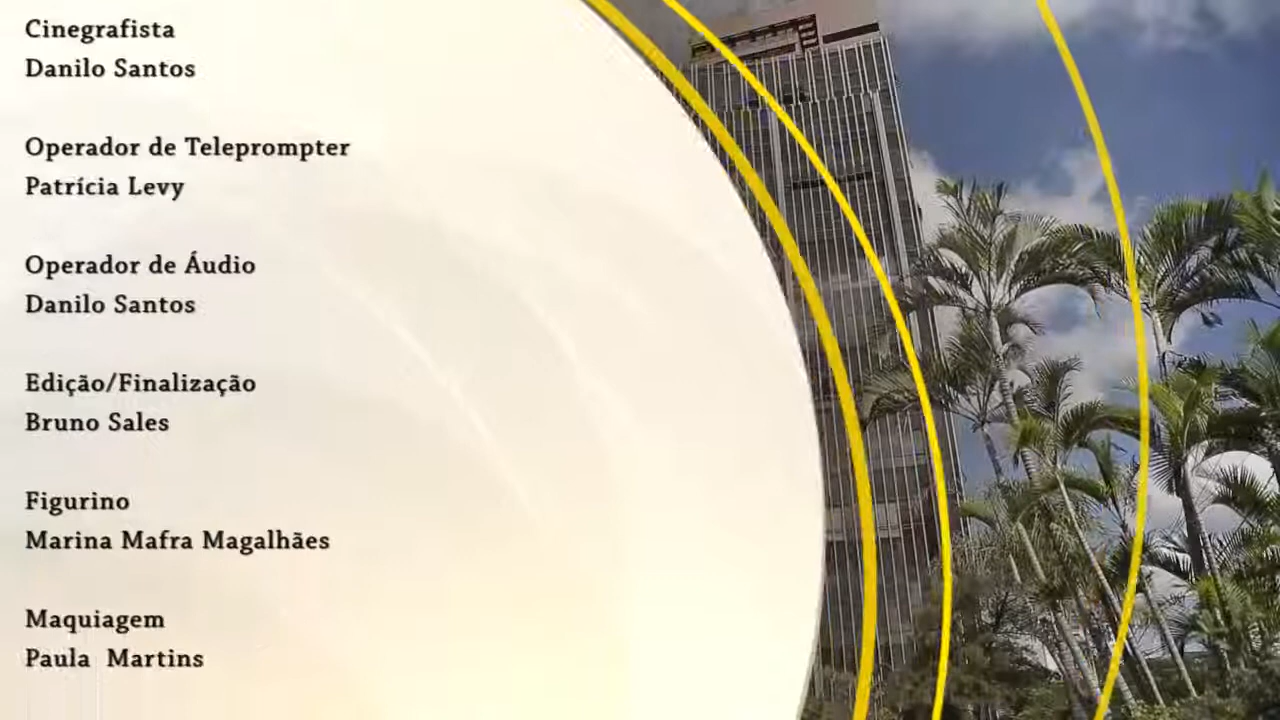 Cinegrafista
Danilo Santos
Operador de Teleprompter
Patrícia Levy
Operador de Áudio
Danilo Santos
Edição/Finalização
Bruno Sales
Figurino
Marina Mafra Magalhães
Maquiagem
Paula Martins